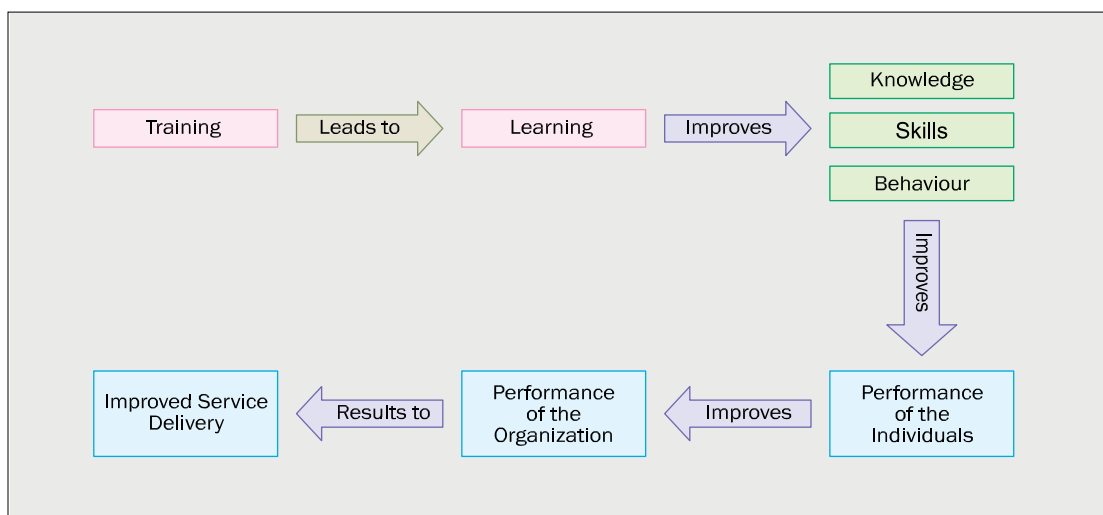 Training
Leads to
Learning
Improves
Knowledge
Skills
Behaviour
Improves
Performance
of the
Individuals
Improves
Performance
of the
Organization
Results to
Improved Service
Delivery